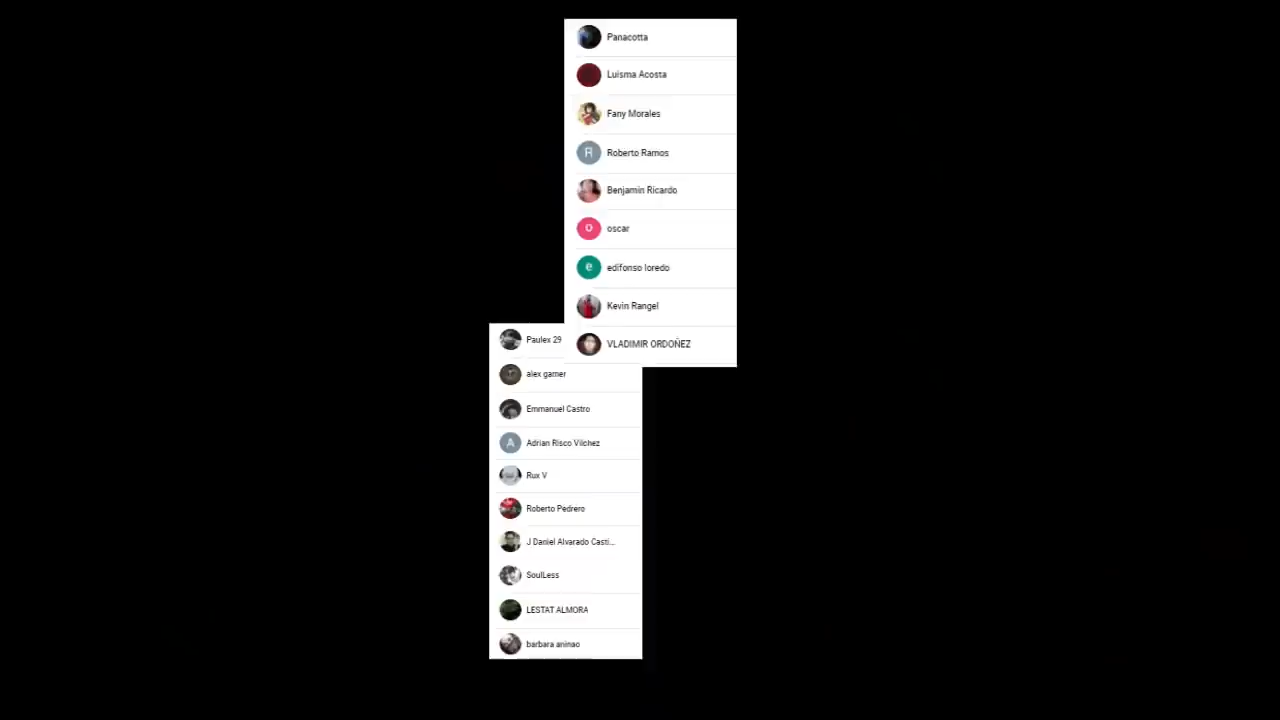 Panacotta
Luisma Acosta
Fany Morales
R Roberto Ramos
Benjamin Ricardo
o oscar
e edifonso loredo
Kevin Rangel
VLADIMIR ORDOÑEZ
Paulex 29
alex gamer
Emmanuel Castro
A Adrian Risco Vilchez
Rux V
Roberto Pedrero
J Daniel Alvarado Casti...
SoulLess
LESTAT ALMORA
barbara aninao